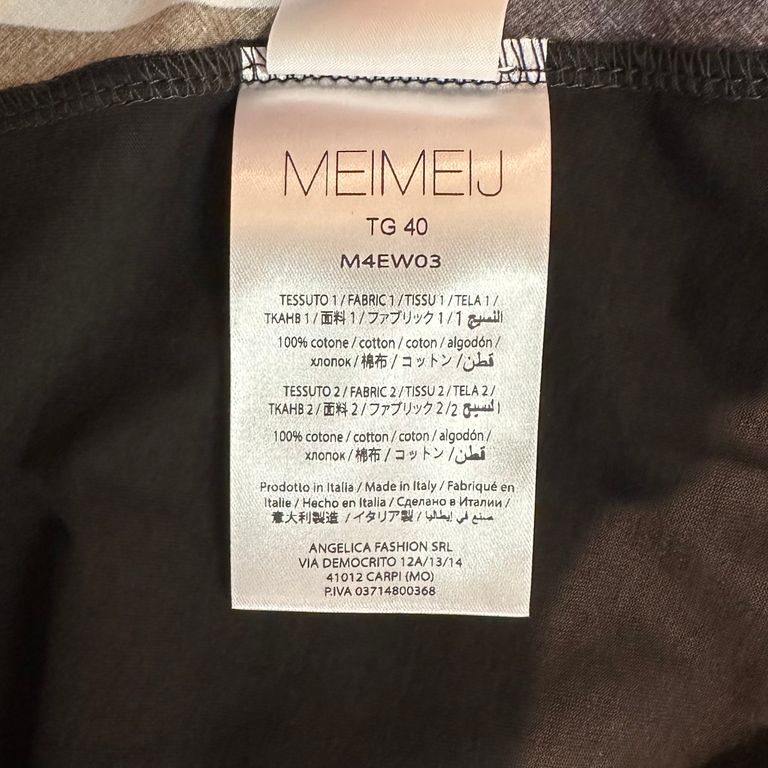 MEIMEIJ
TG 40
M4EW03
TESSUTO 1 / FABRIC 1 / TISSU 1 / TELA 1 /
TKAHB 1 / 面料 1 / ファブリック 1 / 1 النسيج
100% cotone / cotton / coton / algodón /
хлопок / 棉布 / コットン / قطن
TESSUTO 2 / FABRIC 2 / TISSU 2 / TELA 2 /
TKAHB 2 / 面料 2 / ファブリック 2 / 2 النسيج
100% cotone / cotton / coton / algodón /
хлопок / 棉布 / コットン / قطن
Prodotto in Italia / Made in Italy / Fabriqué en
Italie / Hecho en Italia / Сделано в Италии /
意大利製造 / イタリア製 / صنع في إيطاليا
ANGELICA FASHION SRL
VIA DEMOCRITO 12A/13/14
41012 CARPI (MO)
P.IVA 03714800368